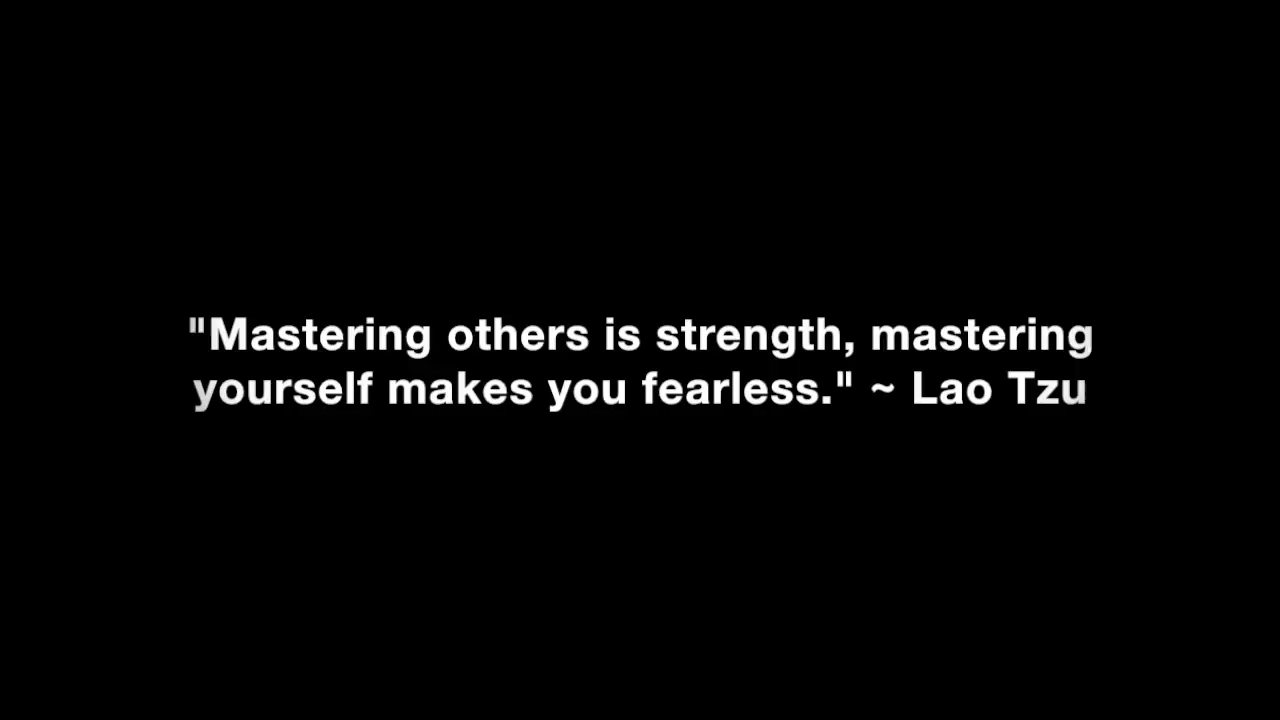 "Mastering others is strength, mastering
yourself makes you fearless." ~ Lao Tzu